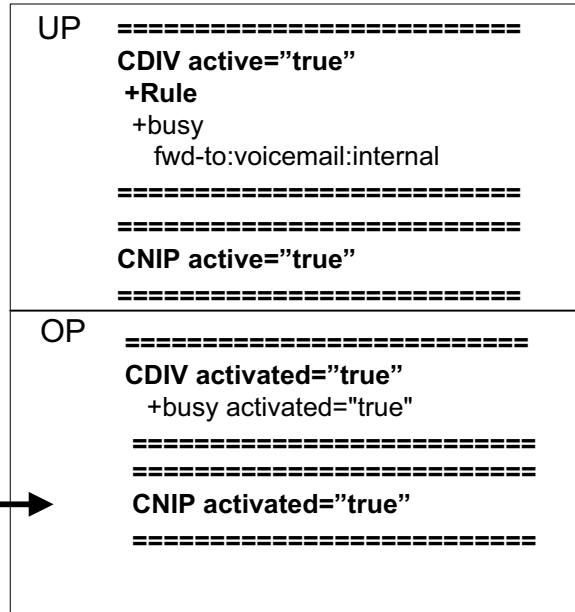 UP
==========================
CDIV active=”true”
+Rule
+busy
fwd-to:voicemail:internal
==========================
==========================
CNIP active=”true”
==========================
OP
==========================
CDIV activated=”true”
+busy activated="true"
==========================
==========================
CNIP activated=”true”
==========================